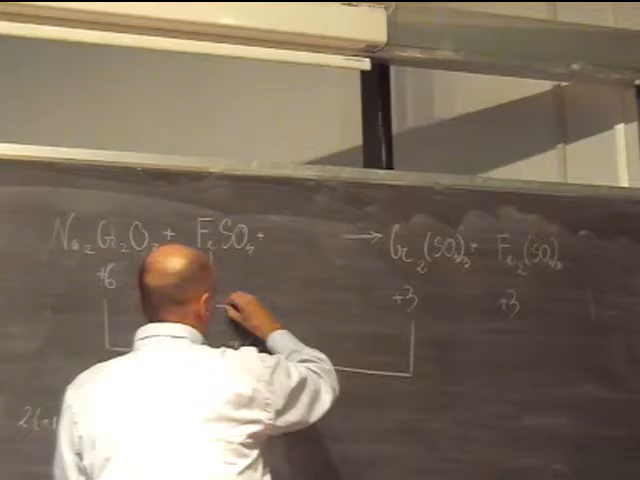 Na₂Cr₂O₇ + FeSO₄ + → Cr₂(SO₄)₃ + Fe₂(SO₄)₃
+6 +3 +3